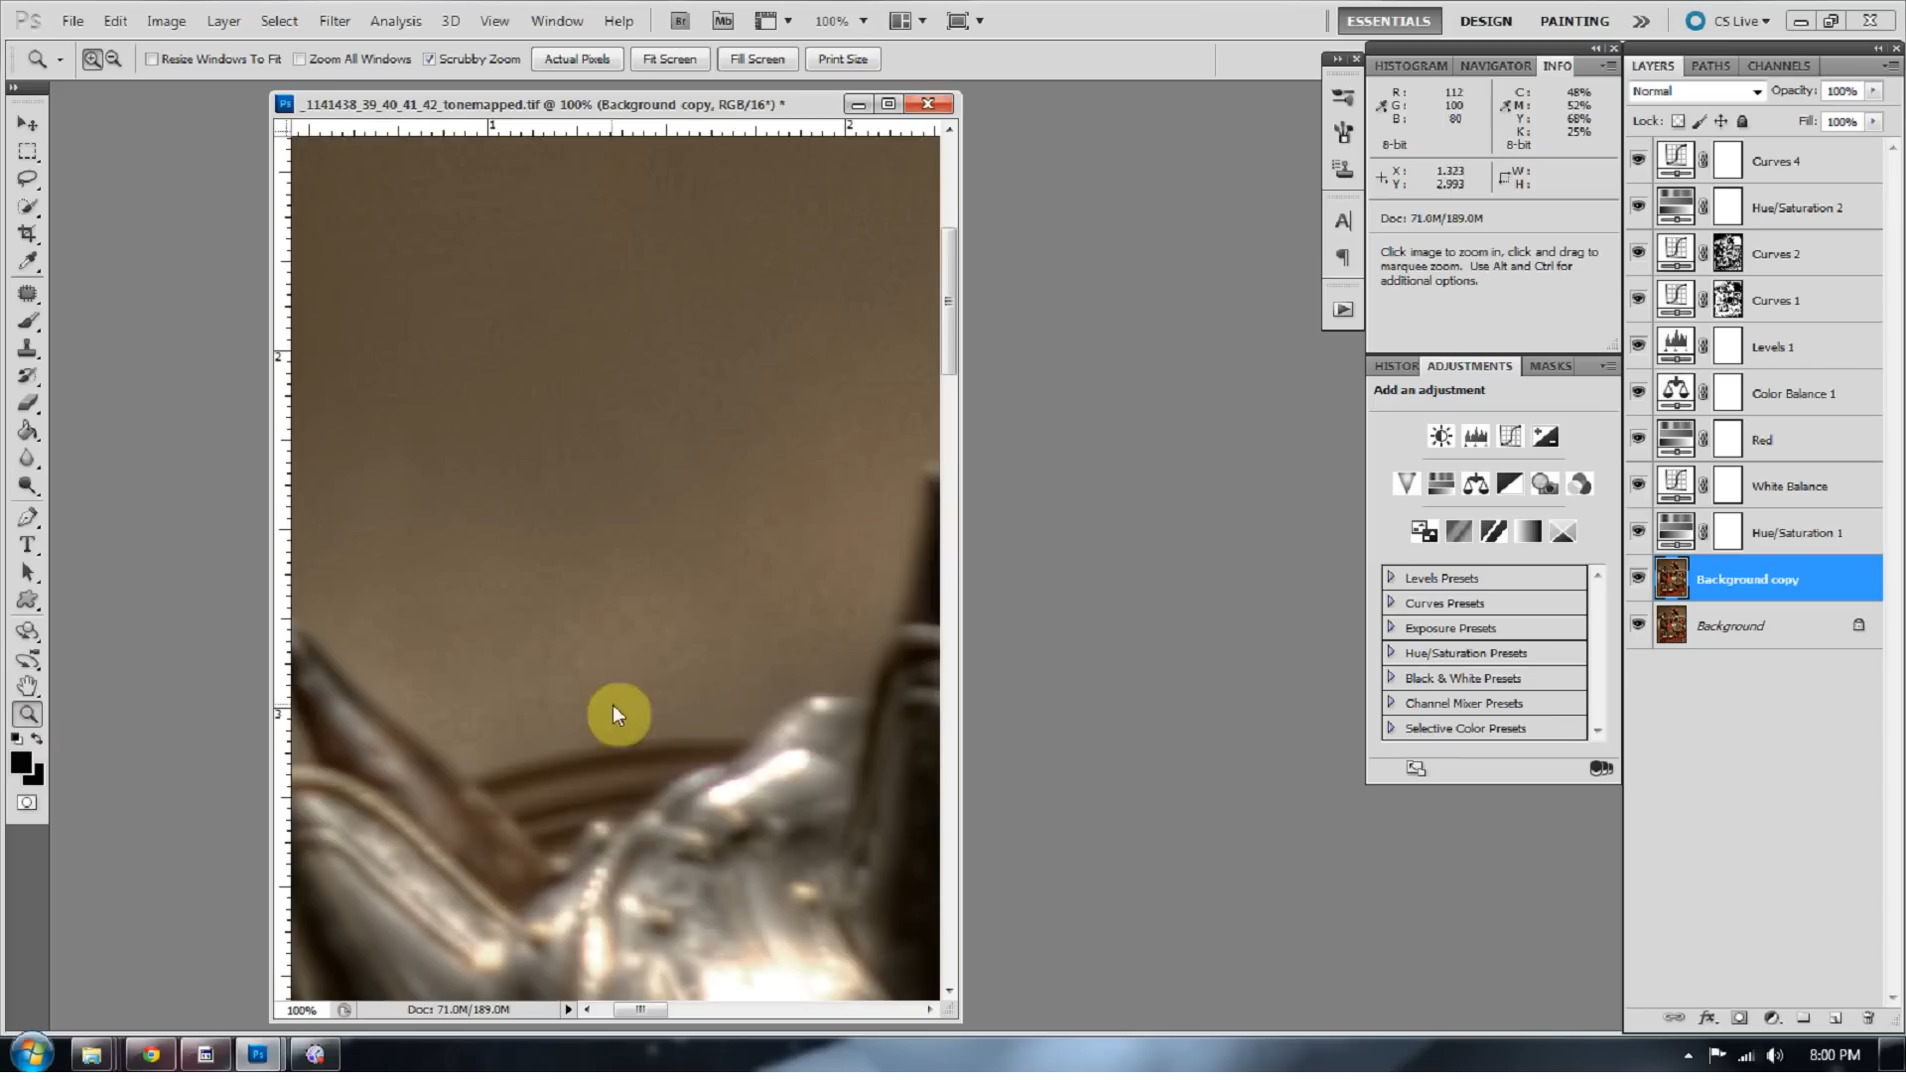 Ps File Edit Image Layer Select Filter Analysis 3D View Window Help Br Mb 100% ESSENTIALS DESIGN PAINTING CS Live
Resize Windows To Fit Zoom All Windows Scrubby Zoom Actual Pixels Fit Screen Fill Screen Print Size
_1141438_39_40_41_42_tonemapped.tif @ 100% (Background copy, RGB/16*) *
1 2
2
3
100% Doc: 71.0M/189.0M
HISTOGRAM NAVIGATOR INFO
R: 112 C: 48%
G: 100 M: 52%
B: 80 Y: 68%
K: 25%
8-bit 8-bit
X: 1.323 W:
Y: 2.993 H:
Doc: 71.0M/189.0M
Click image to zoom in, click and drag to
marquee zoom. Use Alt and Ctrl for
additional options.
HISTOR ADJUSTMENTS MASKS
Add an adjustment
Levels Presets
Curves Presets
Exposure Presets
Hue/Saturation Presets
Black & White Presets
Channel Mixer Presets
Selective Color Presets
LAYERS PATHS CHANNELS
Normal Opacity: 100%
Lock: Fill: 100%
Curves 4
Hue/Saturation 2
Curves 2
Curves 1
Levels 1
Color Balance 1
Red
White Balance
Hue/Saturation 1
Background copy
Background
fx
Ps
8:00 PM